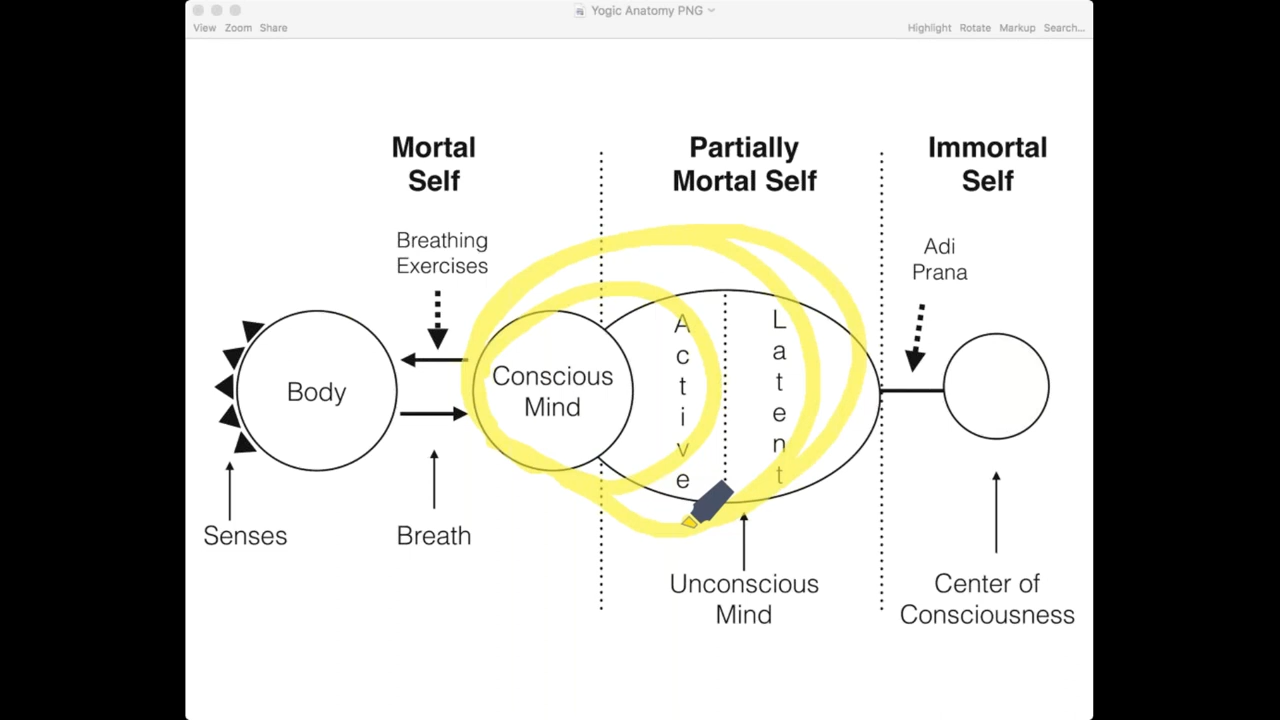 Yogic Anatomy PNG
View Zoom Share
Highlight Rotate Markup Search...
Mortal
Self
Partially
Mortal Self
Immortal
Self
Breathing
Exercises
Adi
Prana
Body
Conscious
Mind
Active
Latent
Senses
Breath
Unconscious
Mind
Center of
Consciousness